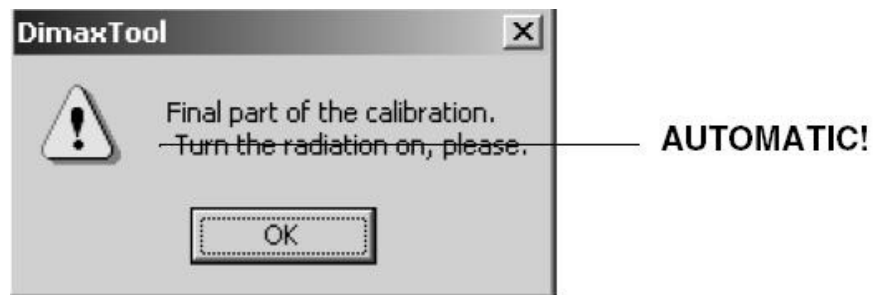 DimaxTool
Final part of the calibration.
Turn the radiation on, please.
AUTOMATIC!
OK